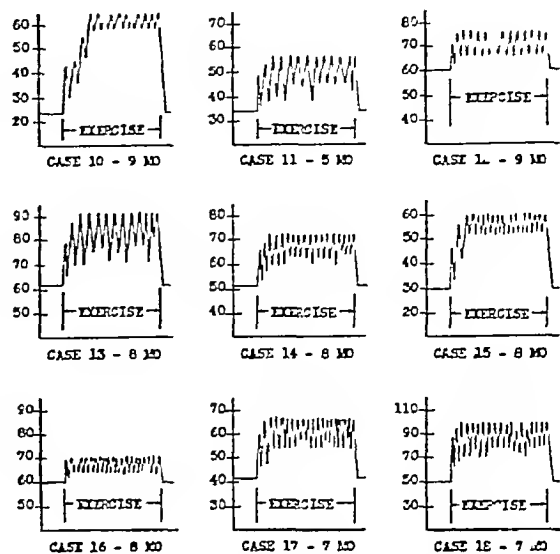 60
50
40
30
20
EXERCISE
CASE 10 - 9 MO
60
50
40
30
EXERCISE
CASE 11 - 5 MO
80
70
60
50
40
EXERCISE
CASE 1 - 9 MO
90
80
70
60
50
EXERCISE
CASE 13 - 8 MO
80
70
60
50
40
EXERCISE
CASE 14 - 8 MO
60
50
40
30
20
EXERCISE
CASE 15 - 8 MO
90
80
70
60
50
EXERCISE
CASE 16 - 8 MO
70
60
50
40
30
EXERCISE
CASE 17 - 7 MO
110
90
70
50
30
EXERCISE
CASE 18 - 7 MO